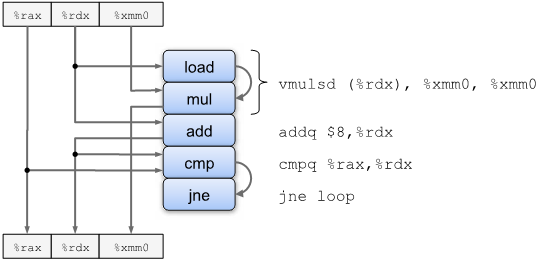 %rax %rdx %xmm0
load
mul
vmulsd (%rdx), %xmm0, %xmm0
add
addq $8,%rdx
cmp
cmpq %rax,%rdx
jne
jne loop
%rax %rdx %xmm0